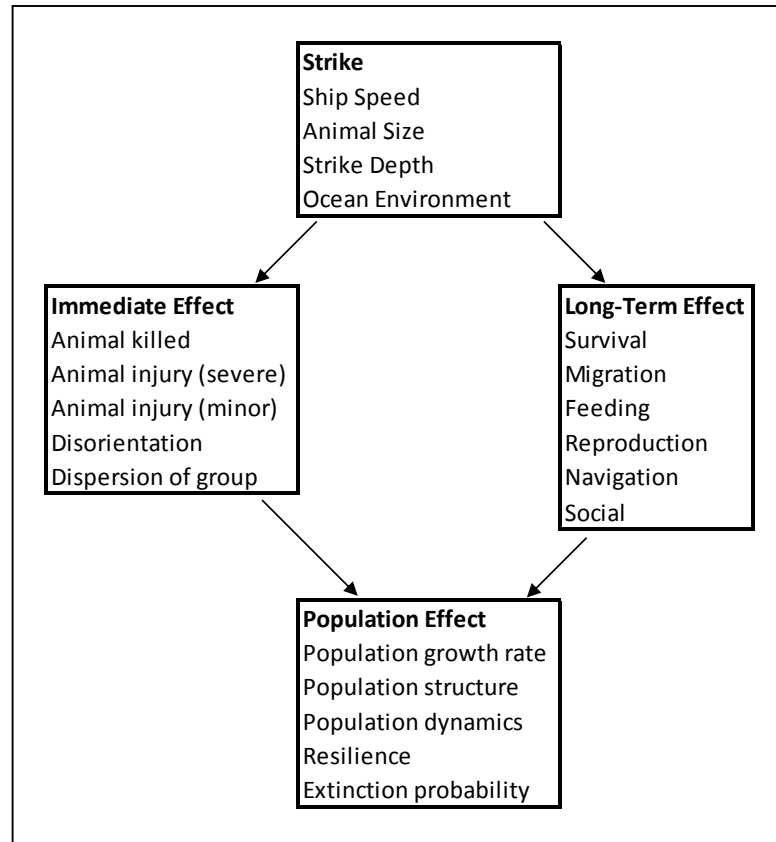 Strike
Ship Speed
Animal Size
Strike Depth
Ocean Environment
Immediate Effect
Animal killed
Animal injury (severe)
Animal injury (minor)
Disorientation
Dispersion of group
Long-Term Effect
Survival
Migration
Feeding
Reproduction
Navigation
Social
Population Effect
Population growth rate
Population structure
Population dynamics
Resilience
Extinction probability